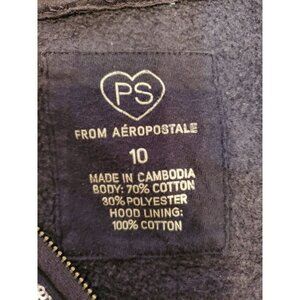 PS
FROM AÉROPOSTALE
10
MADE IN CAMBODIA
BODY: 70% COTTON
30% POLYESTER
HOOD LINING:
100% COTTON